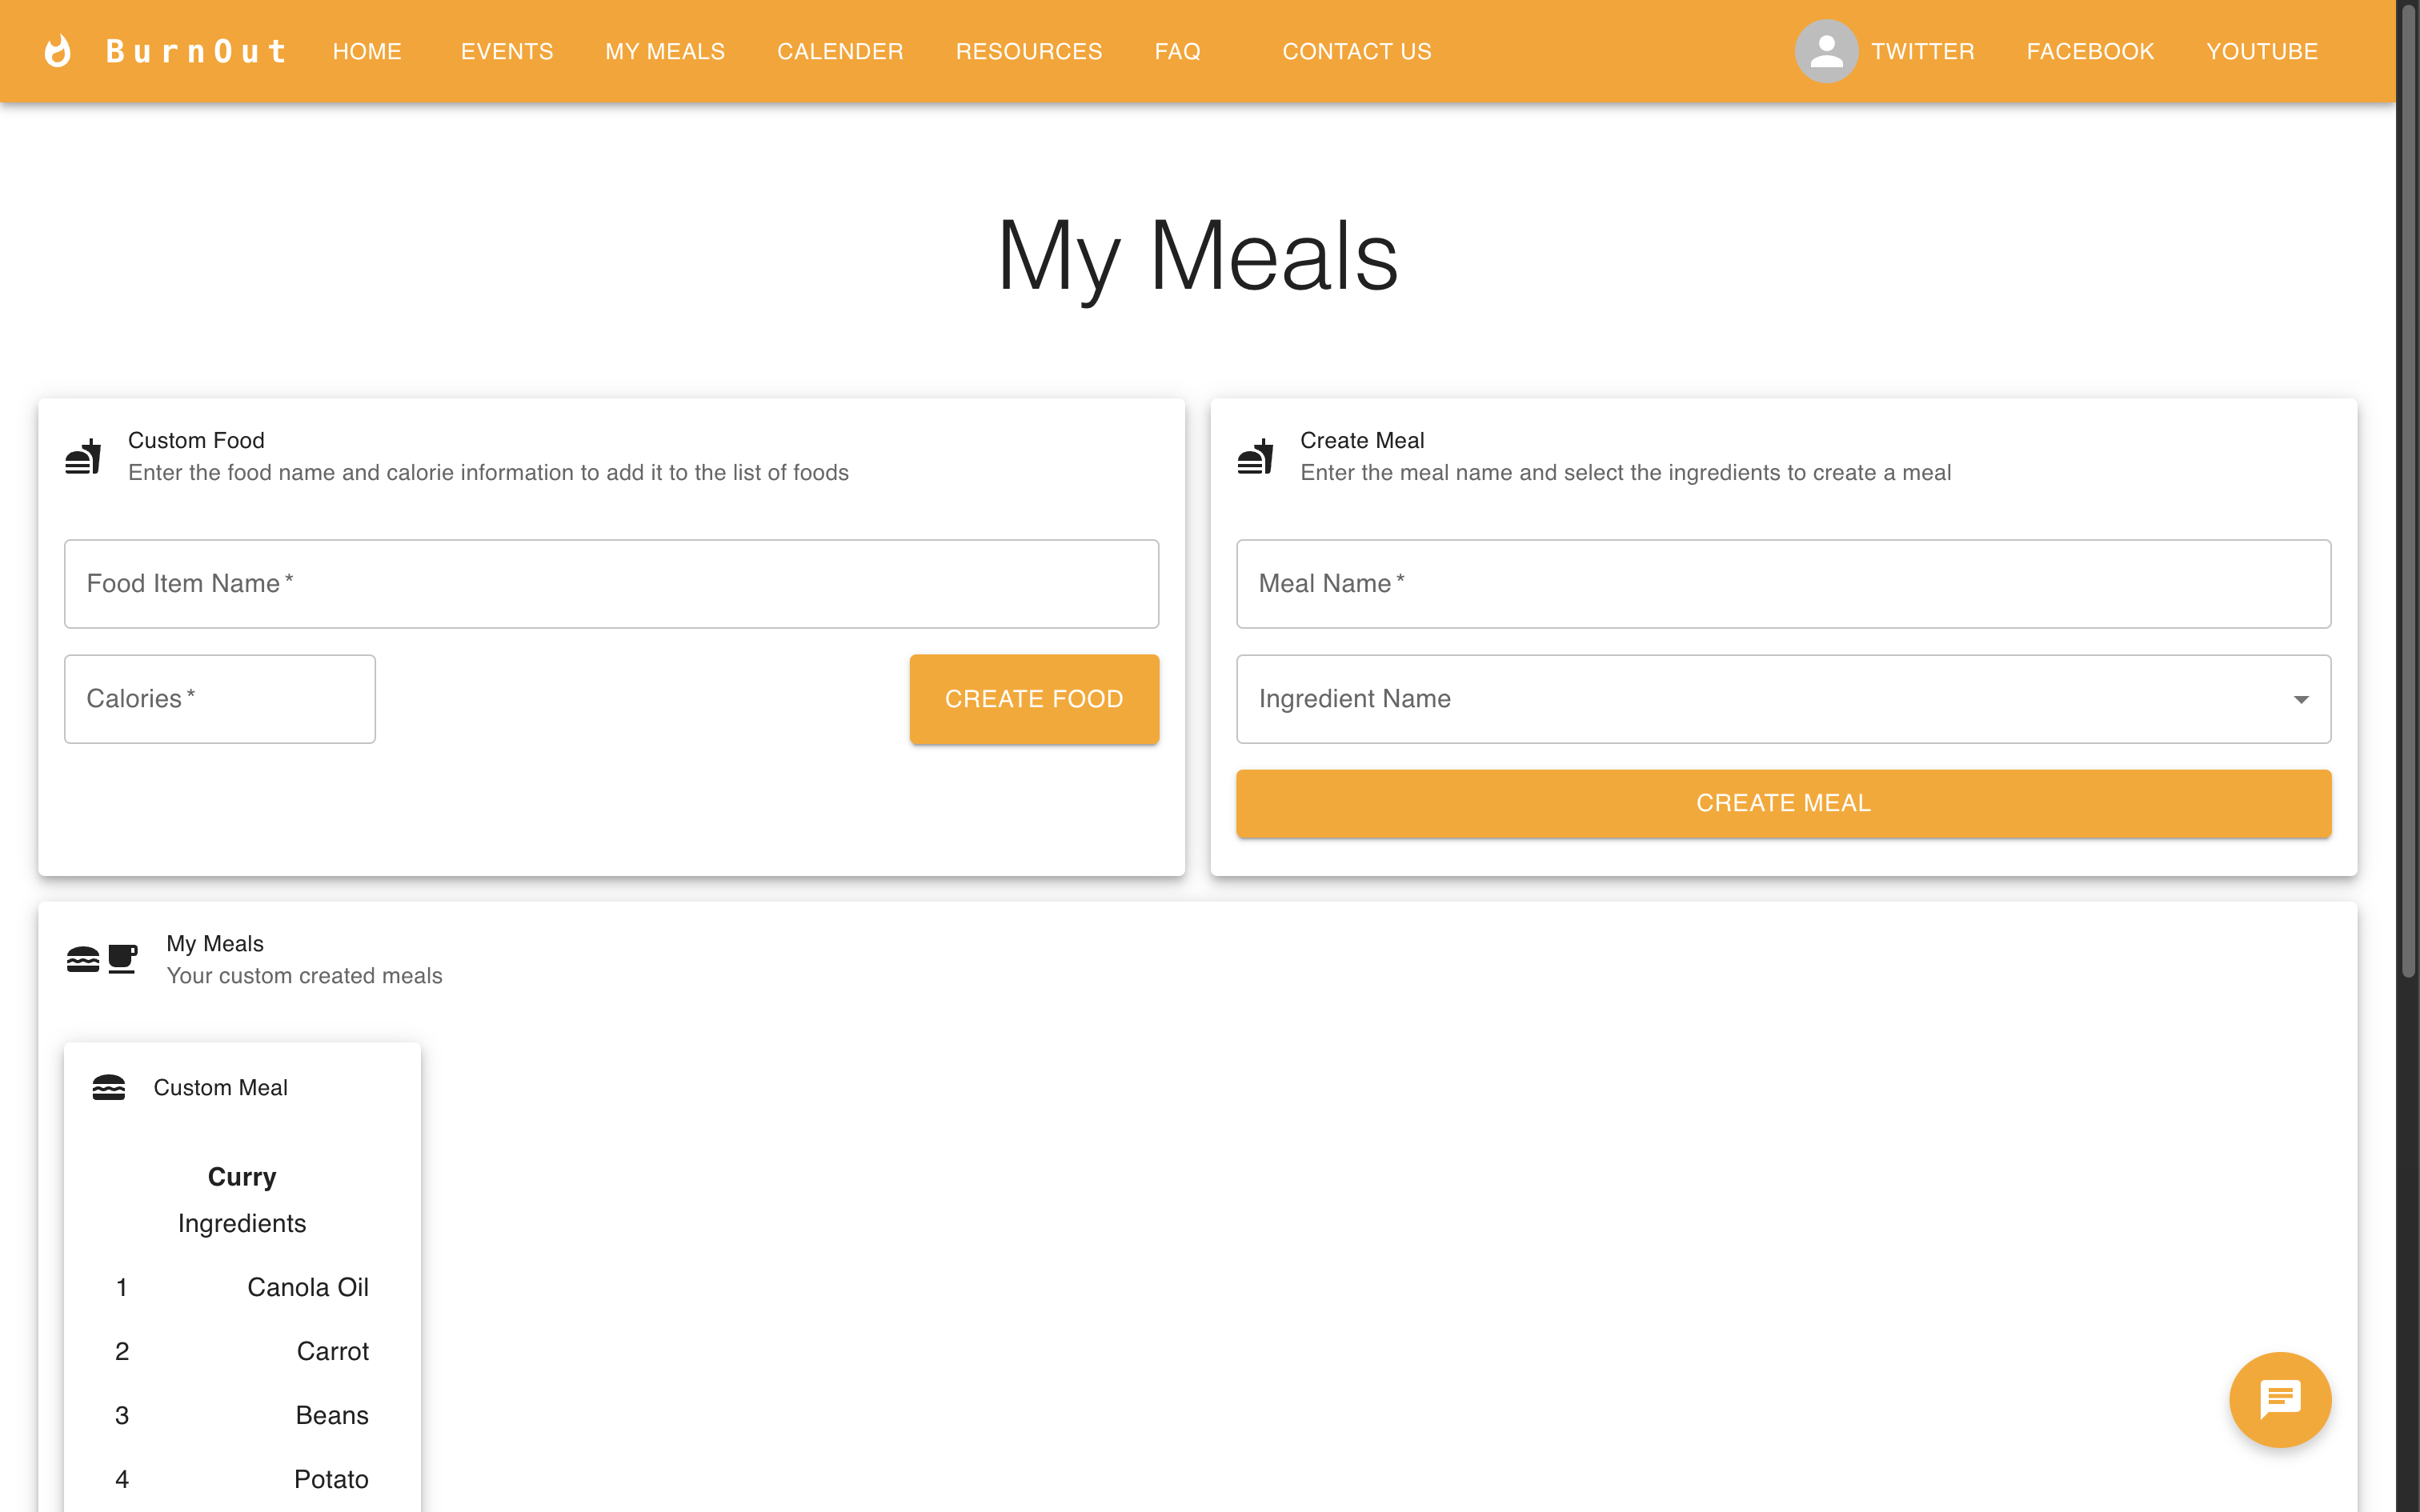 BurnOut HOME EVENTS MY MEALS CALENDER RESOURCES FAQ CONTACT US TWITTER FACEBOOK YOUTUBE
My Meals
Custom Food
Enter the food name and calorie information to add it to the list of foods
Food Item Name *
Calories *
CREATE FOOD
Create Meal
Enter the meal name and select the ingredients to create a meal
Meal Name *
Ingredient Name
CREATE MEAL
My Meals
Your custom created meals
Custom Meal
Curry
Ingredients
1 Canola Oil
2 Carrot
3 Beans
4 Potato